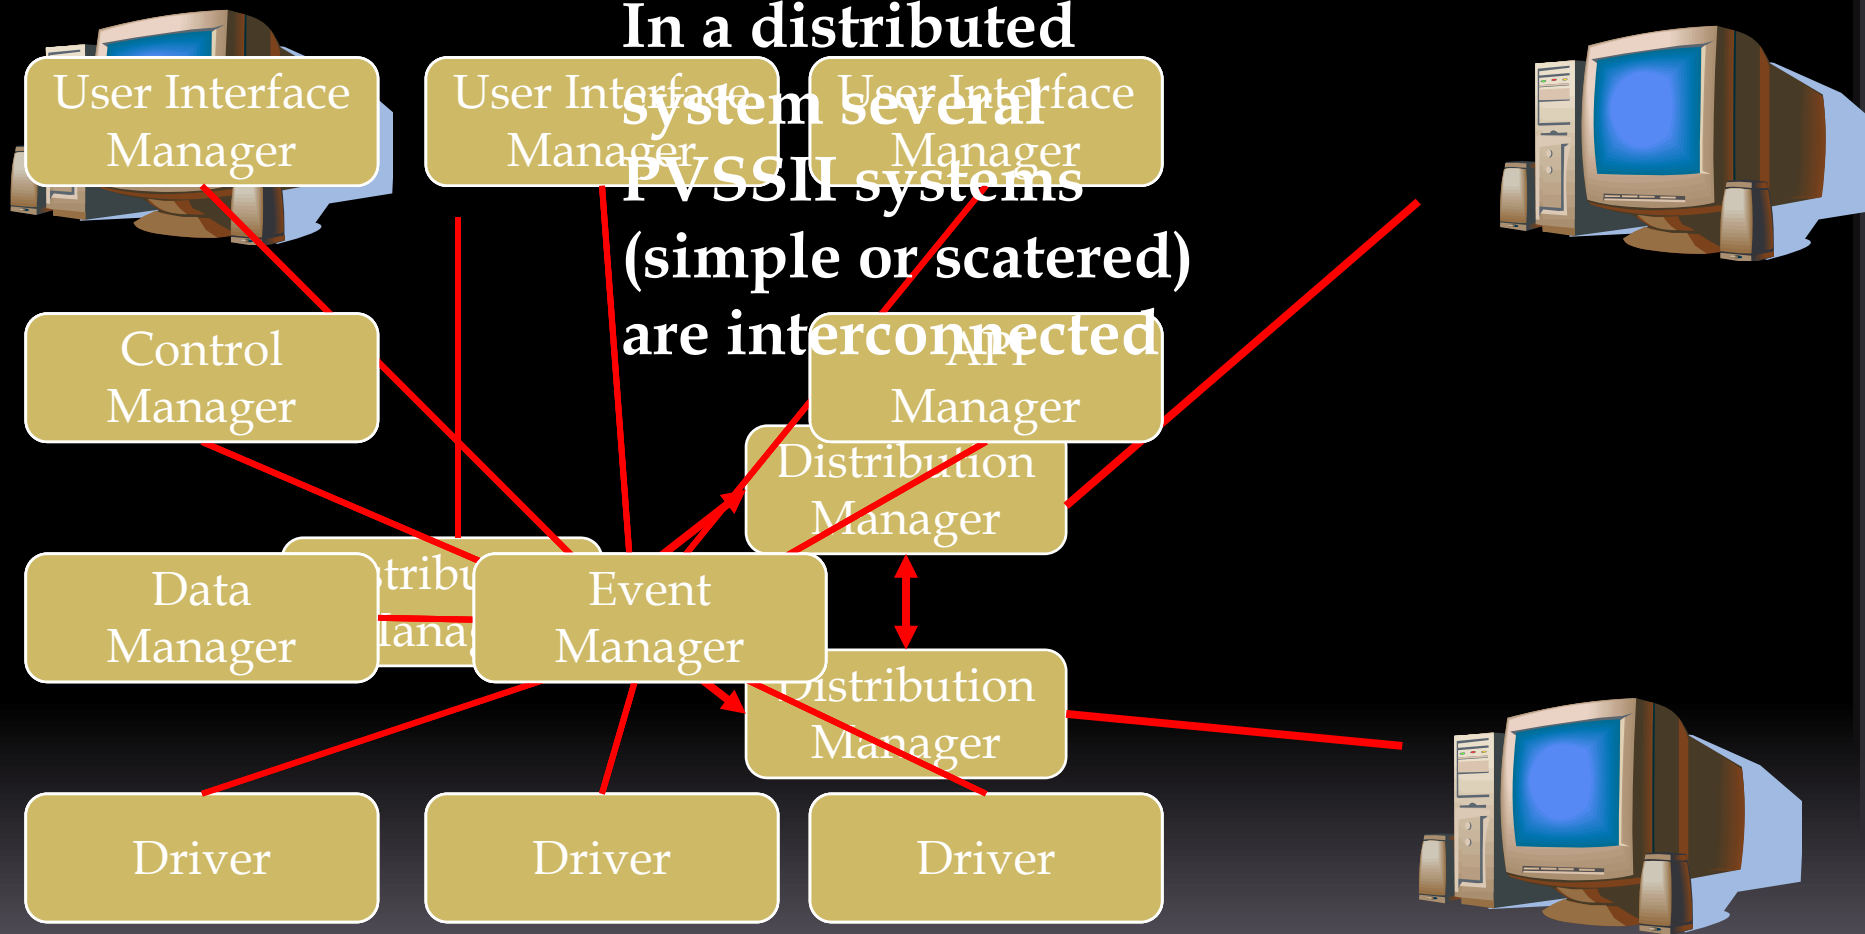 In a distributed
system several
PVSSII systems
(simple or scatered)
are interconnected
User Interface
Manager
User Interface
Manager
User Interface
Manager
Control
Manager
API
Manager
Distribution
Manager
Data
Manager
Event
Manager
Distribution
Manager
Driver
Driver
Driver